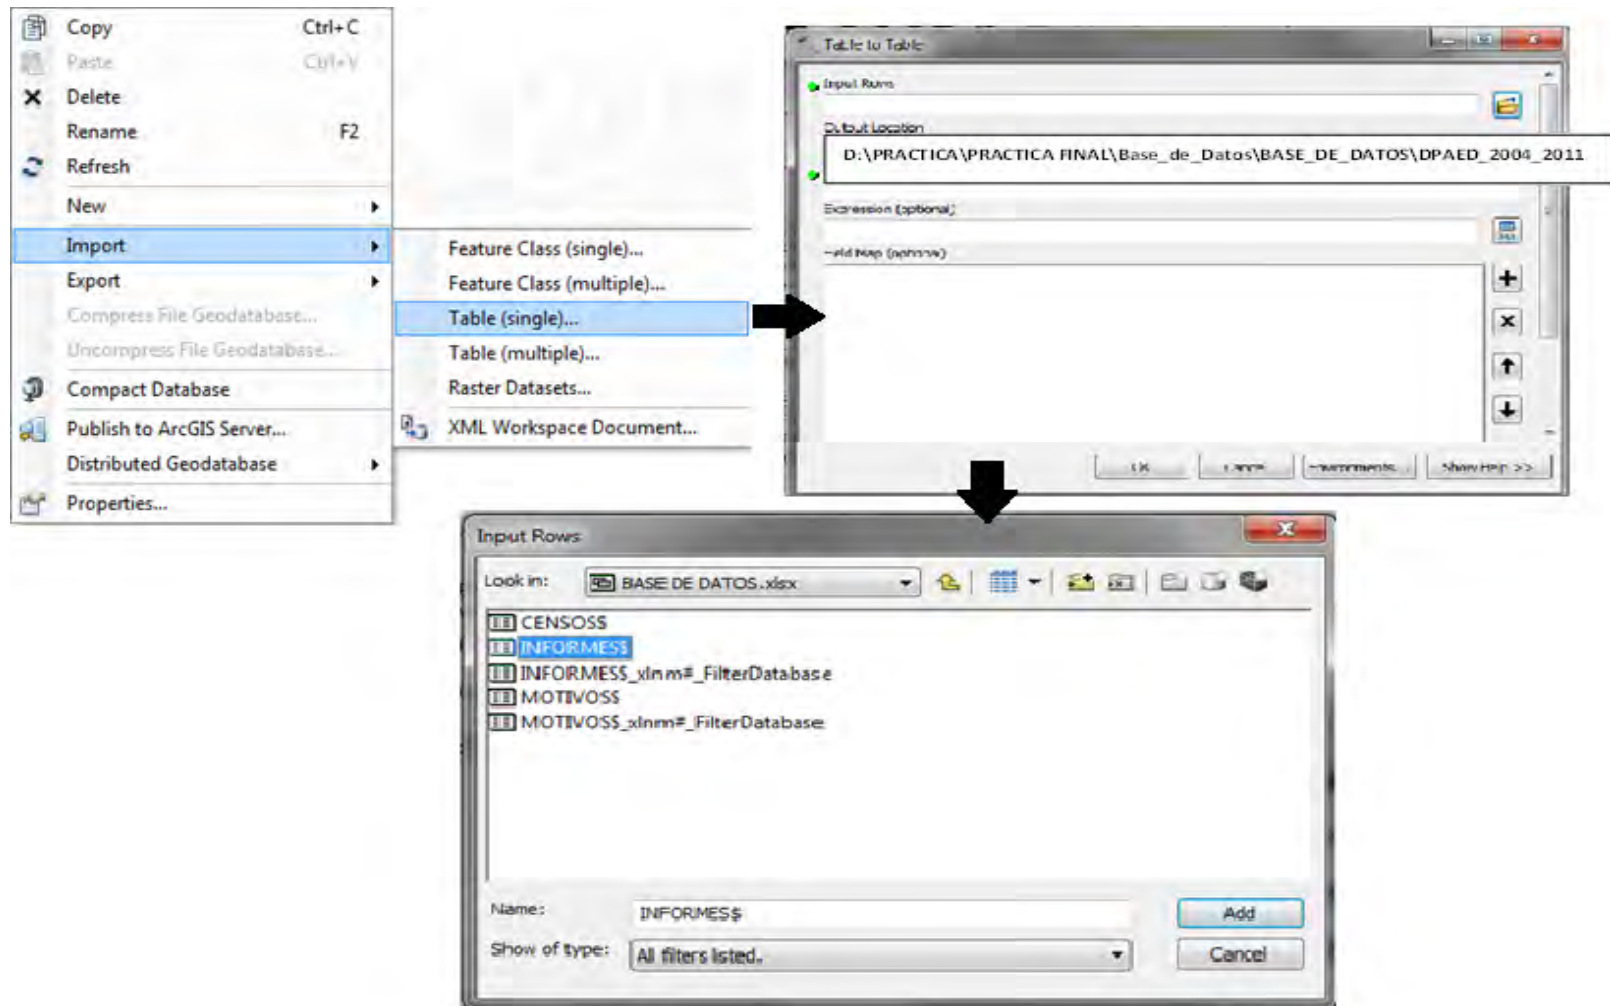 Copy Ctrl+C
Paste Ctrl+V
Delete
Rename F2
Refresh
New
Import
Export
Compress File Geodatabase...
Uncompress File Geodatabase...
Compact Database
Publish to ArcGIS Server...
Distributed Geodatabase
Properties...
Feature Class (single)...
Feature Class (multiple)...
Table (single)...
Table (multiple)...
Raster Datasets...
XML Workspace Document...
Table to Table
Input Rows
Output Location
D:\PRACTICA\PRACTICA FINAL\Base_de_Datos\BASE_DE_DATOS\DPAED_2004_2011
Expression (optional)
Field Map (optional)
OK Cancel Environments... Show Help >>
Input Rows
Look in: BASE DE DATOS.xlsx
CENSOS$
INFORMES$
INFORMES$_xlnm#_FilterDatabase
MOTIVOS$
MOTIVOS$_xlnm#_FilterDatabase
Name: INFORMES$ Add
Show of type: All filters listed. Cancel